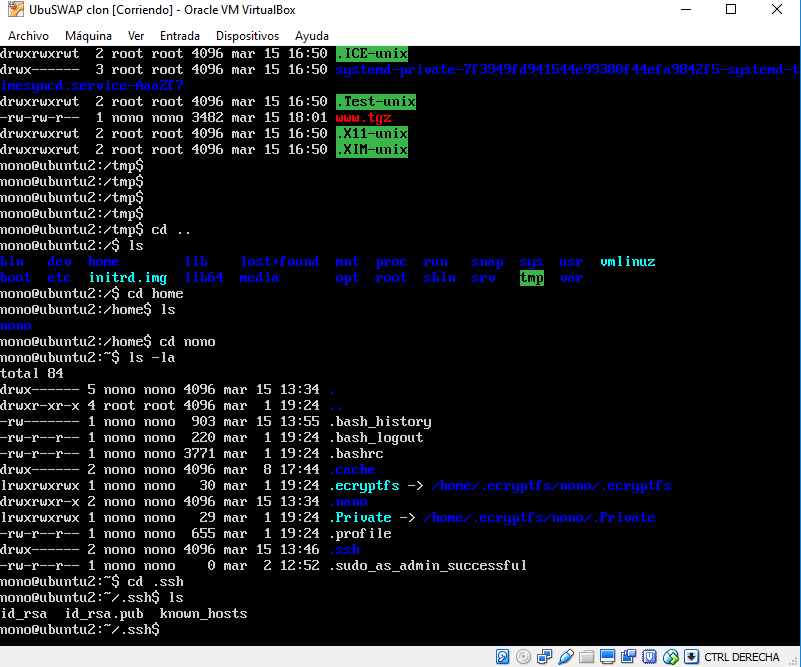 UbuSWAP clon [Corriendo] - Oracle VM VirtualBox
Archivo Máquina Ver Entrada Dispositivos Ayuda
drwxrwxrwt  2 root root 4096 mar 15 16:50 .ICE-unix
drwx------  3 root root 4096 mar 15 16:50 systemd-private-7f3949fd941544e99380f44efa9842f5-systemd-t
imesyncd.service-Aaa2f7
drwxrwxrwt  2 root root 4096 mar 15 16:50 .Test-unix
-rw-rw-r--  1 nono nono 3482 mar 15 18:01 www.tgz
drwxrwxrwt  2 root root 4096 mar 15 16:50 .X11-unix
drwxrwxrwt  2 root root 4096 mar 15 16:50 .XIM-unix
nono@ubuntu2:/tmp$
nono@ubuntu2:/tmp$
nono@ubuntu2:/tmp$
nono@ubuntu2:/tmp$
nono@ubuntu2:/tmp$ cd ..
nono@ubuntu2:/$ ls
bin   dev  home        lib    lost+found  mnt  proc  run   snap  sys  usr  vmlinuz
boot  etc  initrd.img  lib64  media       opt  root  sbin  srv   tmp  var
nono@ubuntu2:/$ cd home
nono@ubuntu2:/home$ ls
nono
nono@ubuntu2:/home$ cd nono
nono@ubuntu2:~$ ls -la
total 84
drwx------ 5 nono nono 4096 mar 15 13:34 .
drwxr-xr-x 4 root root 4096 mar  1 19:24 ..
-rw------- 1 nono nono  903 mar 15 13:55 .bash_history
-rw-r--r-- 1 nono nono  220 mar  1 19:24 .bash_logout
-rw-r--r-- 1 nono nono 3771 mar  1 19:24 .bashrc
drwx------ 2 nono nono 4096 mar  8 17:44 .cache
lrwxrwxrwx 1 nono nono   30 mar  1 19:24 .ecryptfs -> /home/.ecryptfs/nono/.ecryptfs
drwxrwxr-x 2 nono nono 4096 mar 15 13:34 .nano
lrwxrwxrwx 1 nono nono   29 mar  1 19:24 .Private -> /home/.ecryptfs/nono/.Private
-rw-r--r-- 1 nono nono  655 mar  1 19:24 .profile
drwx------ 2 nono nono 4096 mar 15 13:46 .ssh
-rw-r--r-- 1 nono nono    0 mar  2 12:52 .sudo_as_admin_successful
nono@ubuntu2:~$ cd .ssh
nono@ubuntu2:~/.ssh$ ls
id_rsa  id_rsa.pub  known_hosts
nono@ubuntu2:~/.ssh$
CTRL DERECHA